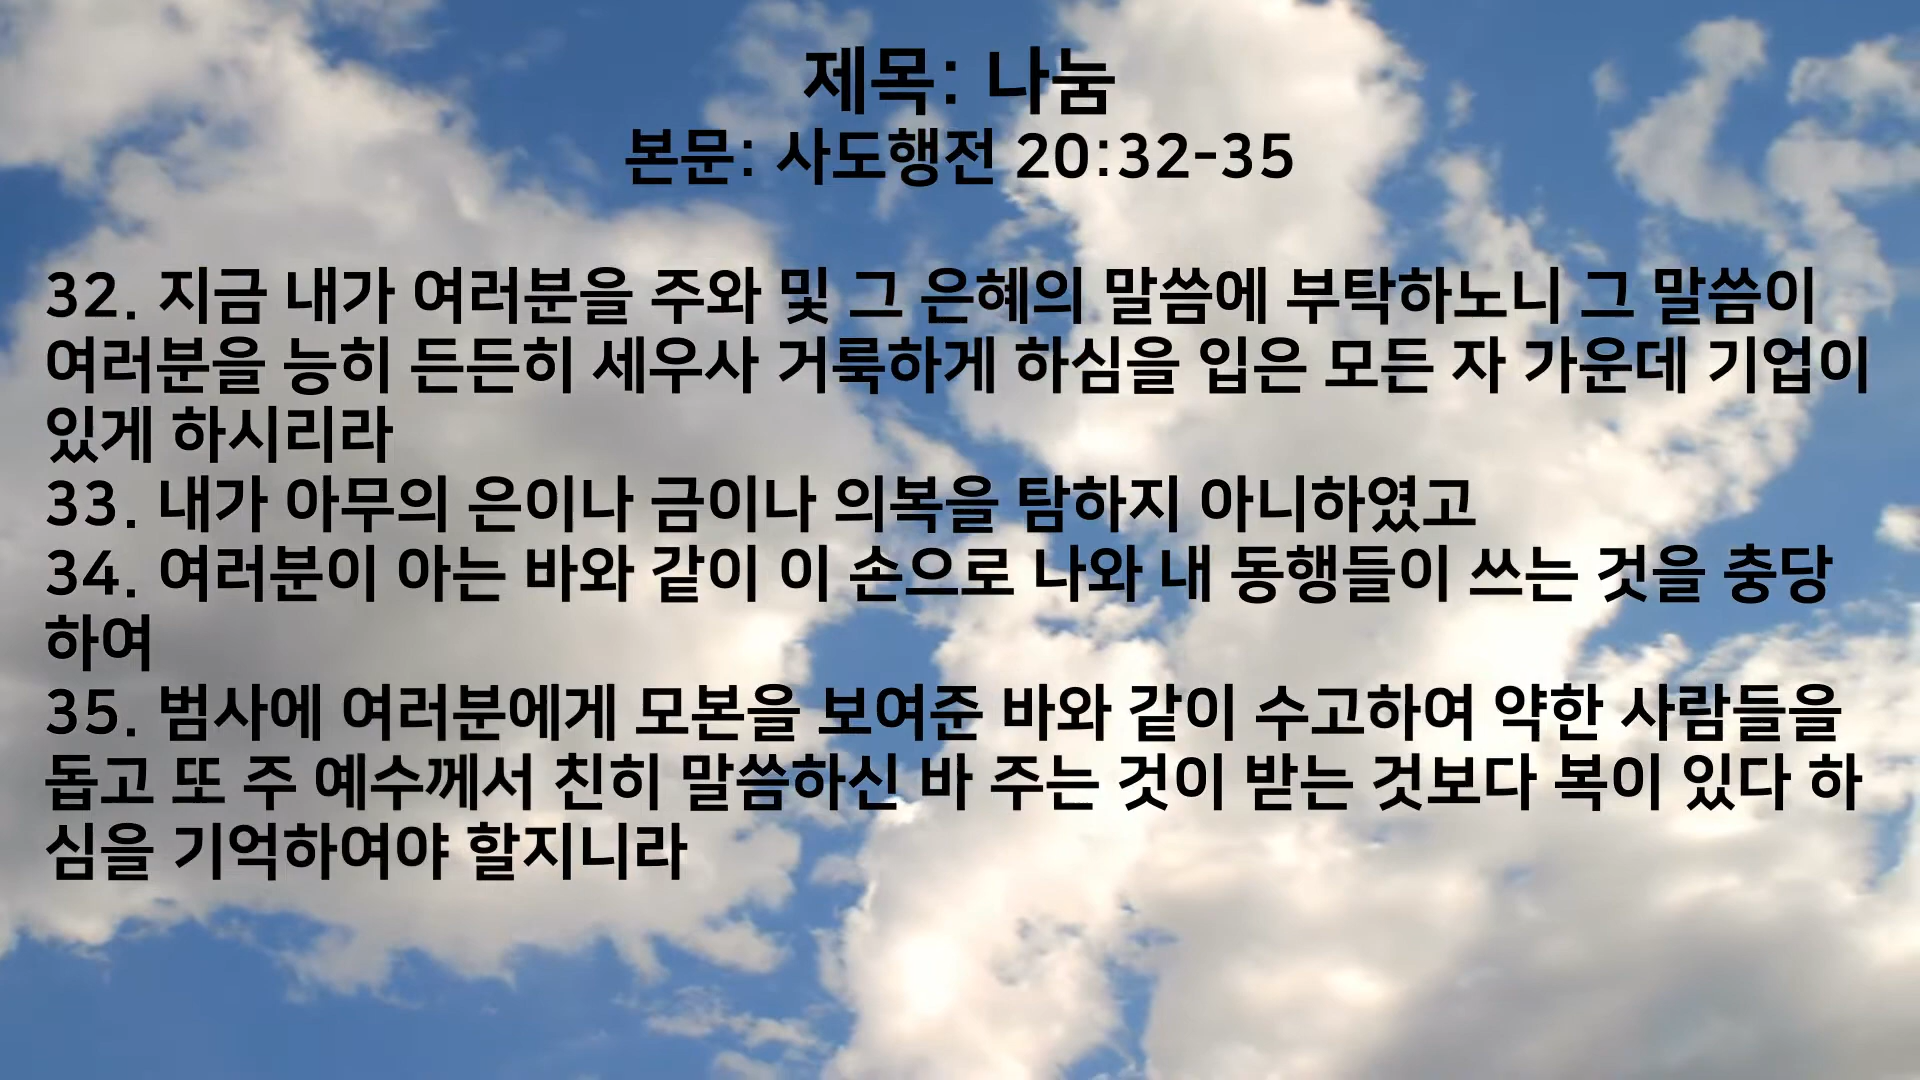 제목: 나눔
본문: 사도행전 20:32-35
32. 지금 내가 여러분을 주와 및 그 은혜의 말씀에 부탁하노니 그 말씀이
여러분을 능히 든든히 세우사 거룩하게 하심을 입은 모든 자 가운데 기업이
있게 하시리라
33. 내가 아무의 은이나 금이나 의복을 탐하지 아니하였고
34. 여러분이 아는 바와 같이 이 손으로 나와 내 동행들이 쓰는 것을 충당
하여
35. 범사에 여러분에게 모본을 보여준 바와 같이 수고하여 약한 사람들을
돕고 또 주 예수께서 친히 말씀하신 바 주는 것이 받는 것보다 복이 있다 하
심을 기억하여야 할지니라